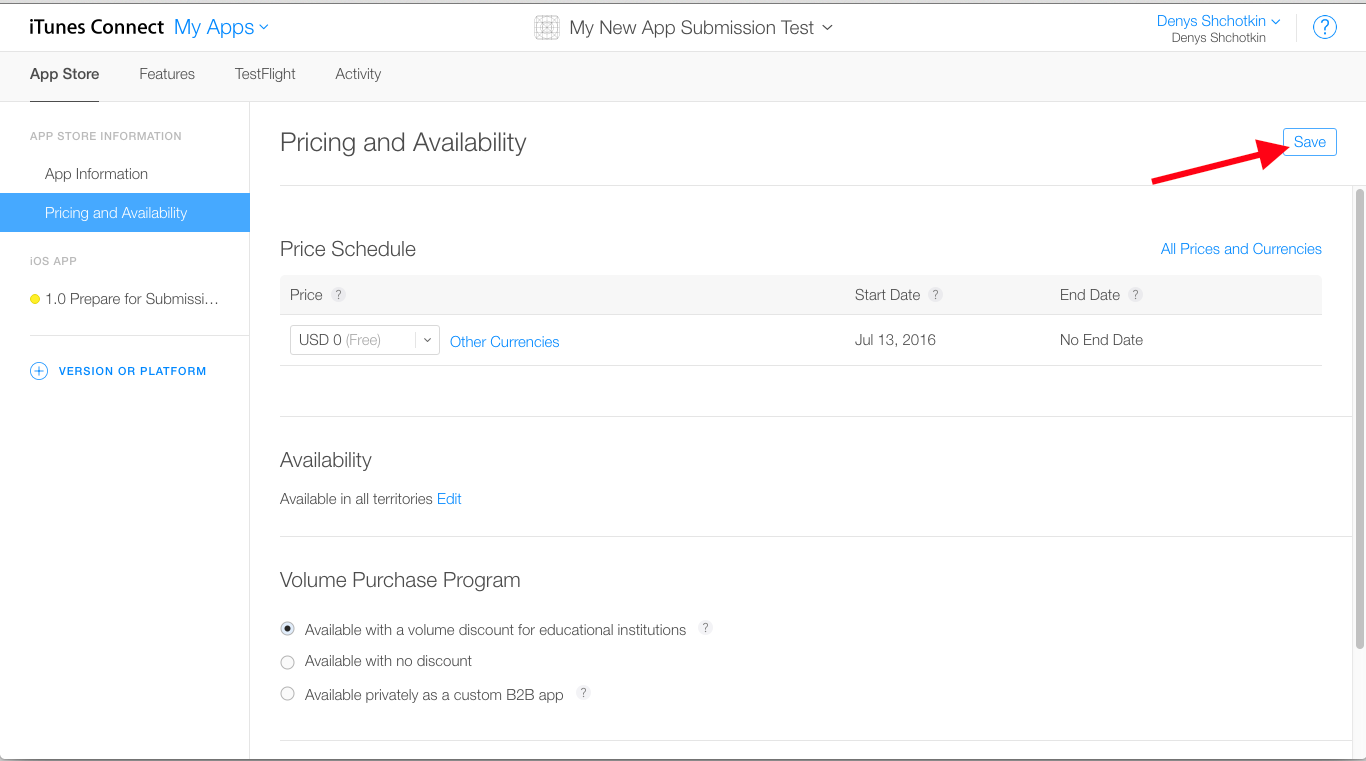 iTunes Connect My Apps
My New App Submission Test
Denys Shchotkin
Denys Shchotkin
?
App Store Features TestFlight Activity
APP STORE INFORMATION
App Information
Pricing and Availability
iOS APP
1.0 Prepare for Submissi...
+ VERSION OR PLATFORM
Pricing and Availability
Save
Price Schedule
All Prices and Currencies
Price ? Start Date ? End Date ?
USD 0 (Free) Other Currencies Jul 13, 2016 No End Date
Availability
Available in all territories Edit
Volume Purchase Program
Available with a volume discount for educational institutions ?
Available with no discount
Available privately as a custom B2B app ?